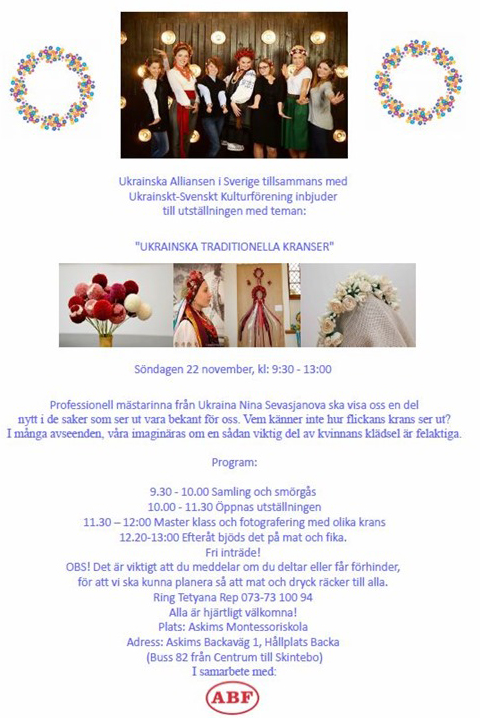 Ukrainska Alliansen i Sverige tillsammans med
Ukrainskt-Svenskt Kulturförening inbjuder
till utställningen med teman:
"UKRAINSKA TRADITIONELLA KRANSER"
Söndagen 22 november, kl: 9:30 - 13:00
Professionell mästarinna från Ukraina Nina Sevasjanova ska visa oss en del
nytt i de saker som ser ut vara bekant för oss. Vem känner inte hur flickans krans ser ut?
I många avseenden, våra imaginäras om en sådan viktig del av kvinnans klädsel är felaktiga.
Program:
9.30 - 10.00 Samling och smörgås
10.00 - 11.30 Öppnas utställningen
11.30 – 12:00 Master klass och fotografering med olika krans
12.20-13:00 Efteråt bjöds det på mat och fika.
Fri inträde!
OBS! Det är viktigt att du meddelar om du deltar eller får förhinder,
för att vi ska kunna planera så att mat och dryck räcker till alla.
Ring Tetyana Rep 073-73 100 94
Alla är hjärtligt välkomna!
Plats: Askims Montessoriskola
Adress: Askims Backaväg 1, Hållplats Backa
(Buss 82 från Centrum till Skintebo)
I samarbete med:
ABF